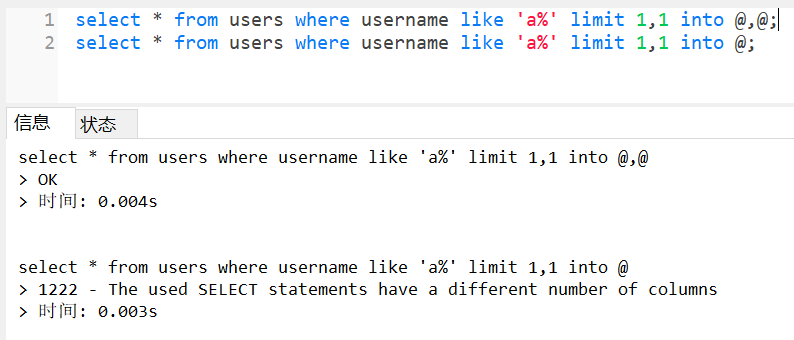 1 select * from users where username like 'a%' limit 1,1 into @,@;
2 select * from users where username like 'a%' limit 1,1 into @;
信息 状态
select * from users where username like 'a%' limit 1,1 into @,@
> OK
> 时间: 0.004s
select * from users where username like 'a%' limit 1,1 into @
> 1222 - The used SELECT statements have a different number of columns
> 时间: 0.003s